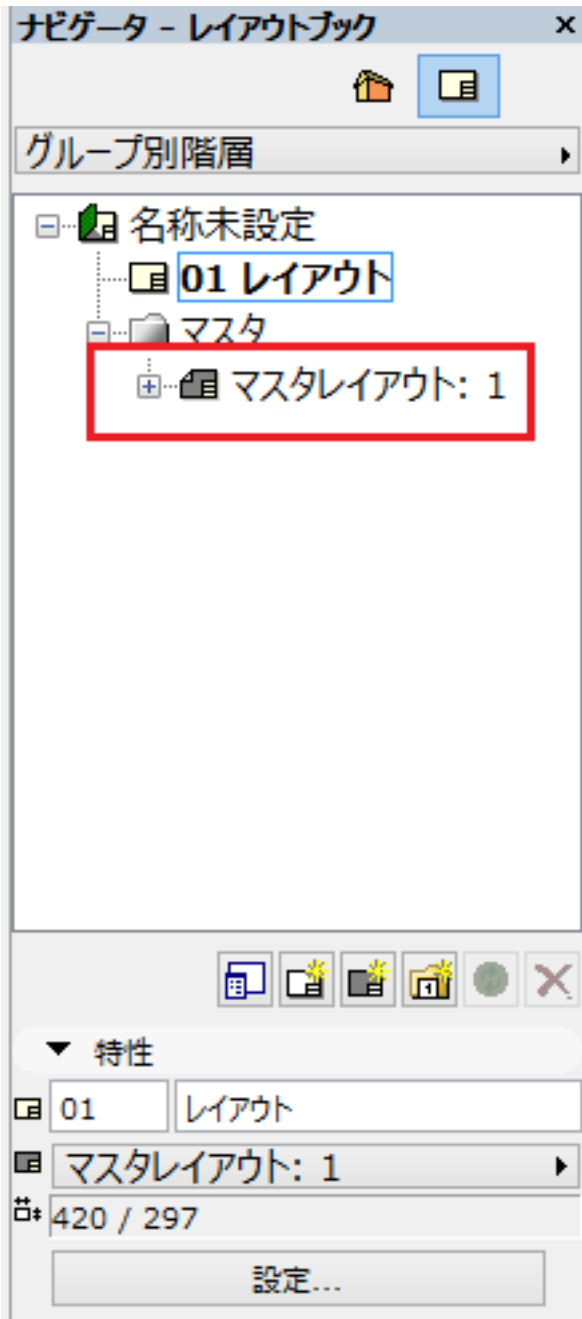 ナビゲータ - レイアウトブック
グループ別階層
名称未設定
01 レイアウト
マスタ
マスタレイアウト: 1
特性
01 レイアウト
マスタレイアウト: 1
420 / 297
設定...